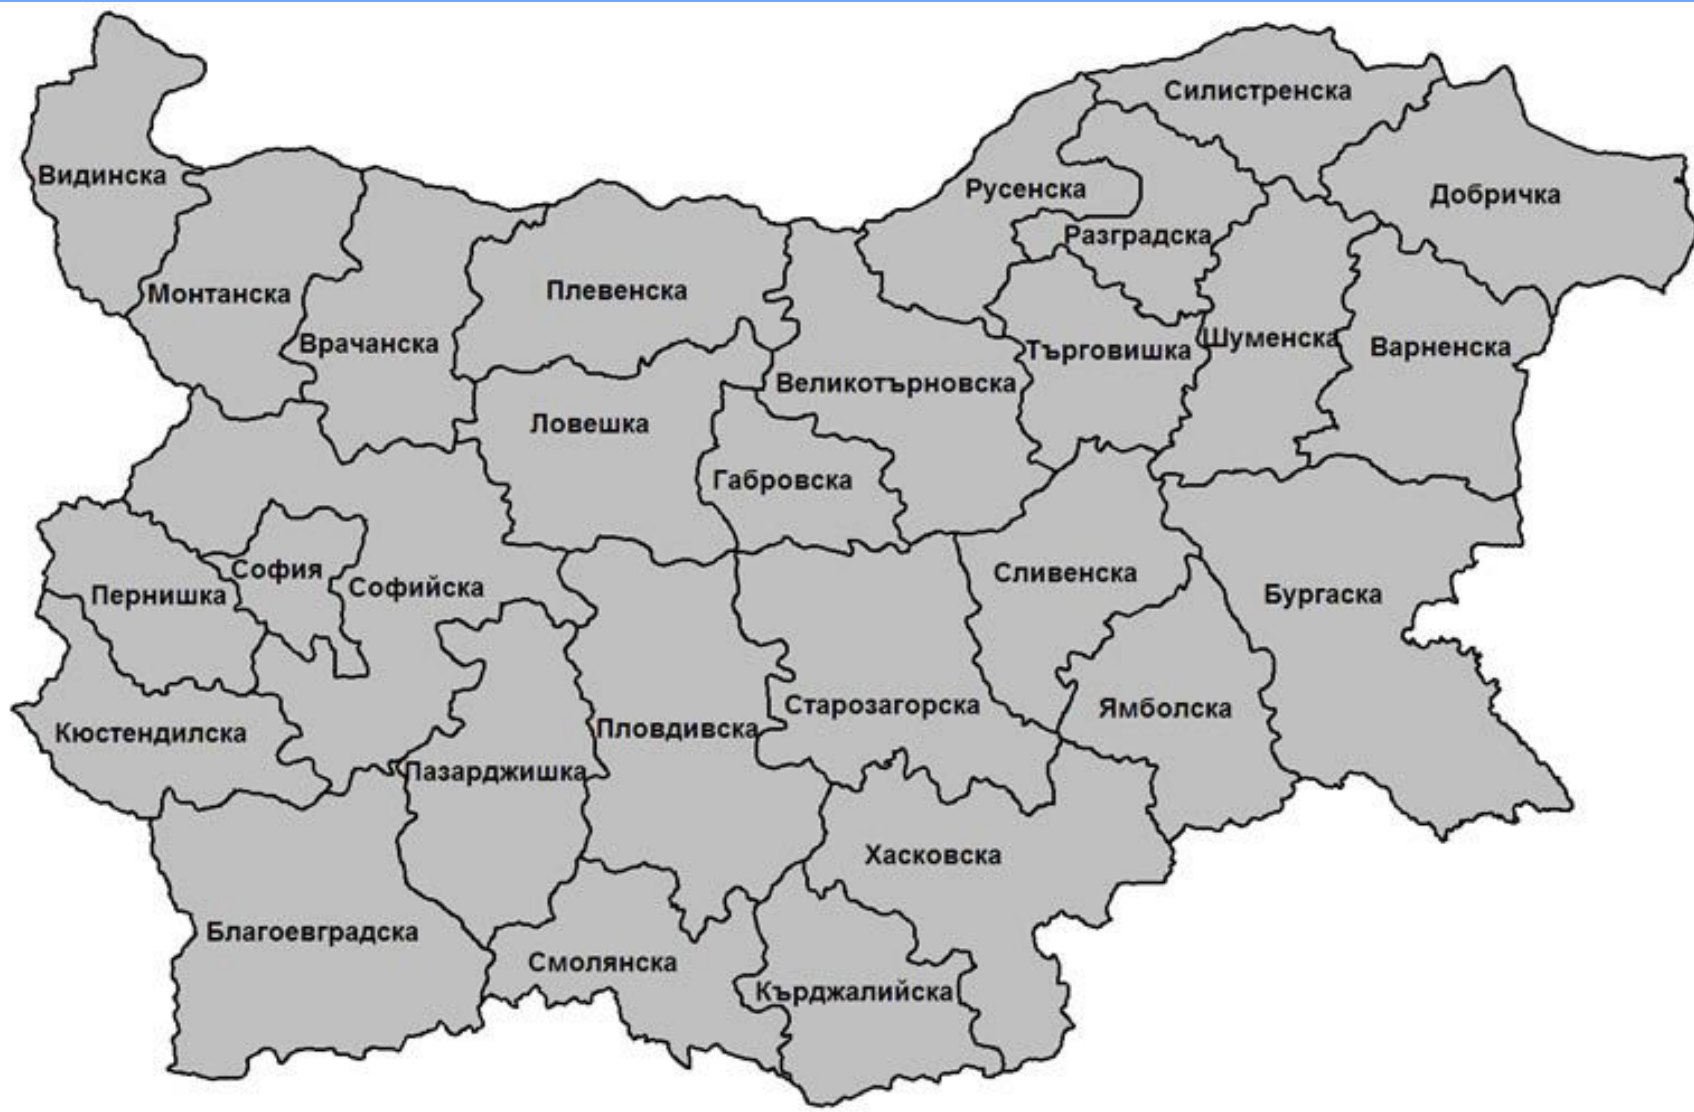 Силистренска
Видинска
Русенска
Добричка
Разградска
Монтанска
Плевенска
Врачанска
Търговишка
Шуменска
Варненска
Великотърновска
Ловешка
Габровска
София
Софийска
Пернишка
Сливенска
Бургаска
Кюстендилска
Пловдивска
Старозагорска
Ямболска
Пазарджишка
Хасковска
Благоевградска
Смолянска
Кърджалийска